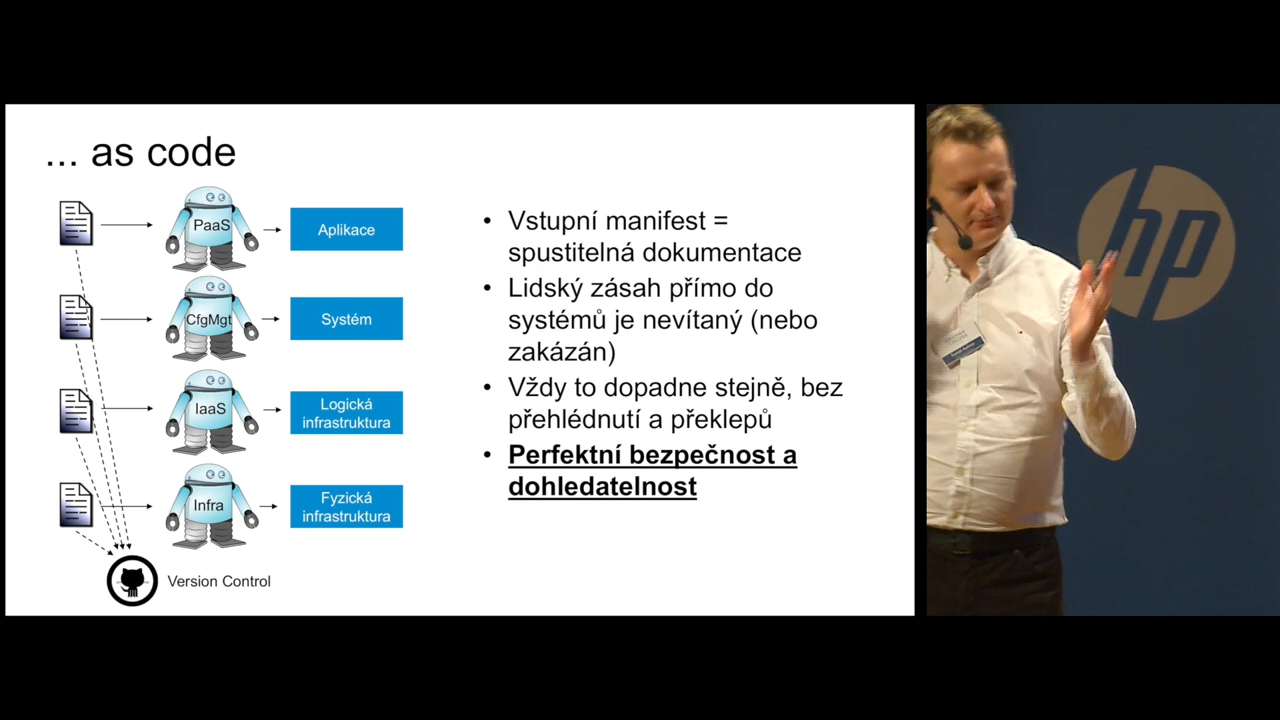 ... as code
PaaS
Aplikace
CfgMgt
Systém
IaaS
Logická
infrastruktura
Infra
Fyzická
infrastruktura
Version Control
• Vstupní manifest =
spustitelná dokumentace
• Lidský zásah přímo do
systémů je nevítaný (nebo
zakázán)
• Vždy to dopadne stejně, bez
přehlédnutí a překlepů
• Perfektní bezpečnost a
dohledatelnost
hp